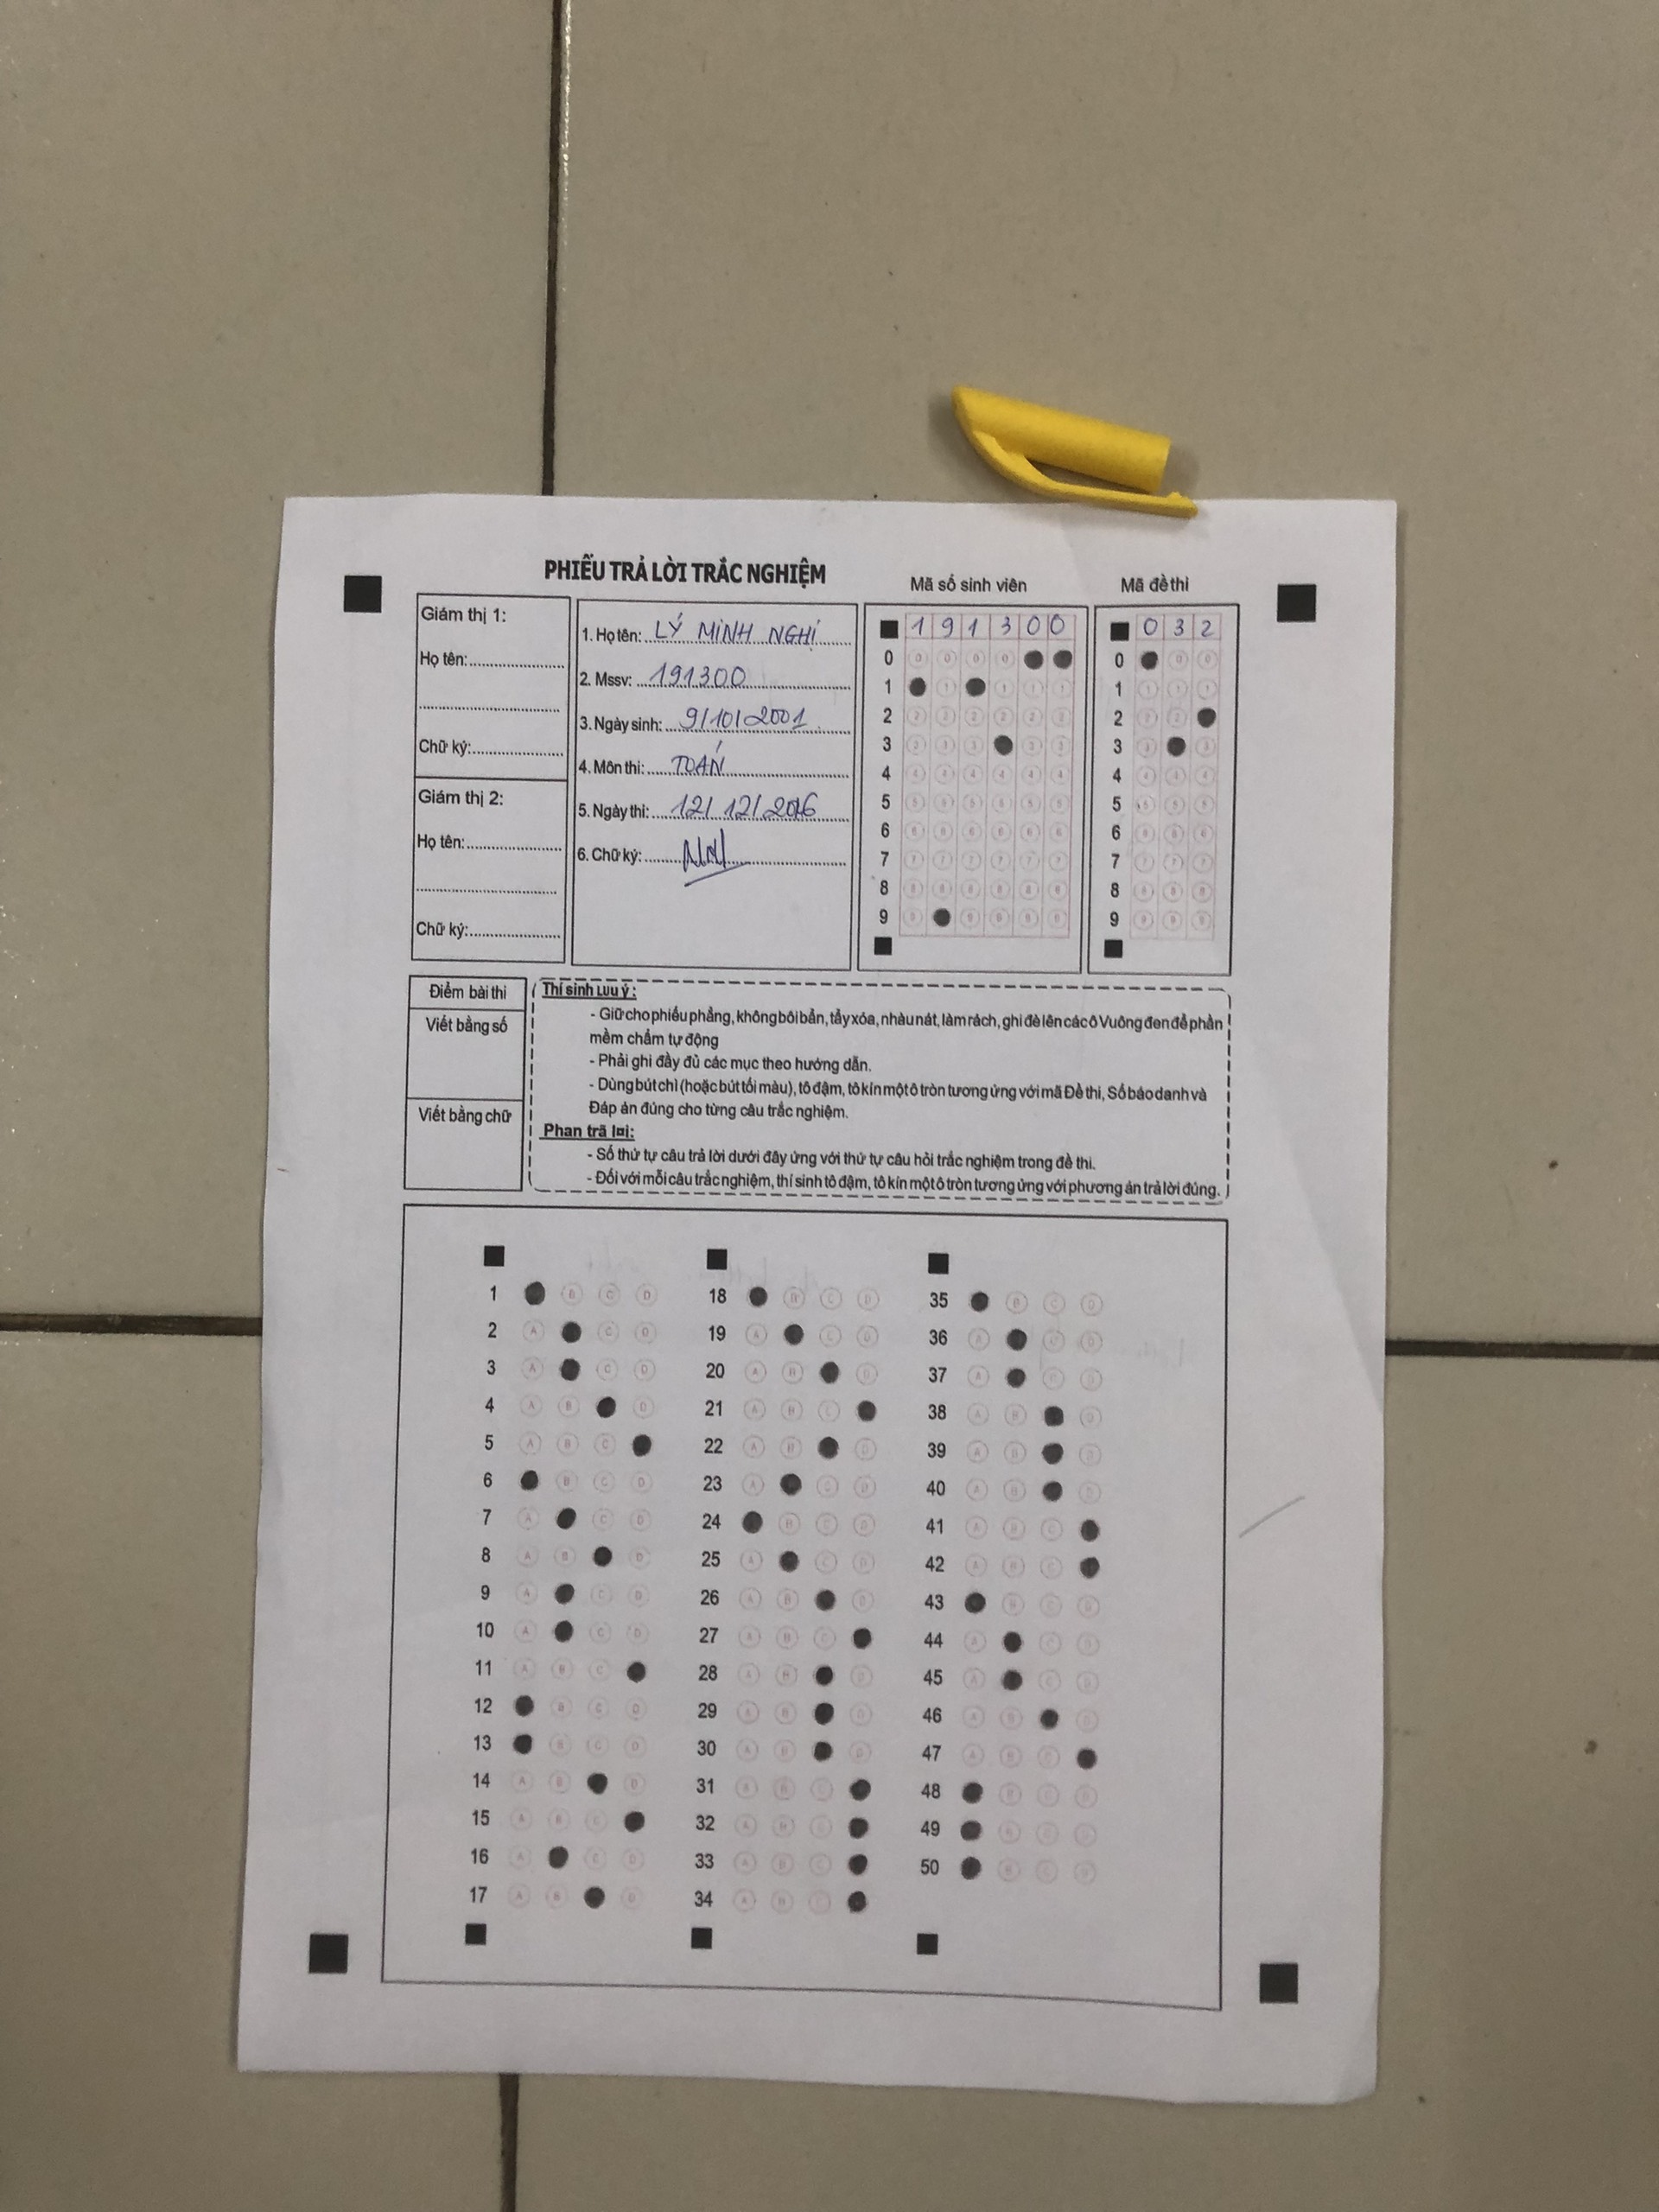 PHIẾU TRẢ LỜI TRẮC NGHIỆM
Mã số sinh viên
Mã đề thi
Giám thị 1:
Họ tên:
Chữ ký:
Giám thị 2:
Họ tên:
Chữ ký:
1. Họ tên: LÝ MINH NGHỊ
2. Mssv: 191300
3. Ngày sinh: 9/10/2001
4. Môn thi: TOÁN
5. Ngày thi: 12/12/2016
6. Chữ ký:
1 9 1 3 0 0
0
1
2
3
4
5
6
7
8
9
0 3 2
0
1
2
3
4
5
6
7
8
9
Điểm bài thi
Viết bằng số
Viết bằng chữ
Thí sinh Lưu ý:
- Giữ cho phiếu phẳng, không bôi bẩn, tẩy xóa, nhàu nát, làm rách, ghi đè lên các ô Vuông đen để phần
mềm chấm tự động
- Phải ghi đầy đủ các mục theo hướng dẫn.
- Dùng bút chì (hoặc bút tối màu), tô đậm, tô kín một ô tròn tương ứng với mã Đề thi, Số báo danh và
Đáp án đúng cho từng câu trắc nghiệm.
Phan trã l¤i:
- Số thứ tự câu trả lời dưới đây ứng với thứ tự câu hỏi trắc nghiệm trong đề thi.
- Đối với mỗi câu trắc nghiệm, thí sinh tô đậm, tô kín một ô tròn tương ứng với phương án trả lời đúng.
1 B C D
2 A C D
3 A C D
4 A B D
5 A B C
6 B C D
7 A C D
8 A B D
9 A C D
10 A C D
11 A B C
12 B C D
13 B C D
14 A B D
15 A B C
16 A C D
17 A B D
18 B C D
19 A C D
20 A B D
21 A B C
22 A B D
23 A C D
24 B C D
25 A C D
26 A B D
27 A B C
28 A B D
29 A B D
30 A B D
31 A B C
32 A B C
33 A B C
34 A B C
35 B C D
36 A C D
37 A C D
38 A B D
39 A B D
40 A B D
41 A B C
42 A B C
43 B C D
44 A C D
45 A C D
46 A B D
47 A B C
48 B C D
49 B C D
50 B C D